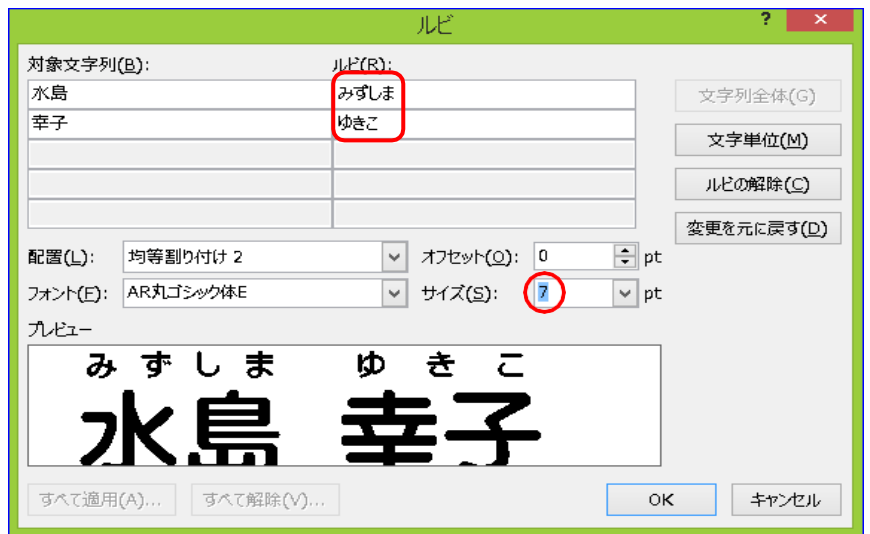 ルビ ? ×
対象文字列(B): ルビ(R):
水島 みずしま
幸子 ゆきこ
文字列全体(G)
文字単位(M)
ルビの解除(C)
変更を元に戻す(D)
配置(L): 均等割り付け 2 オフセット(O): 0 pt
フォント(F): AR丸ゴシック体E サイズ(S): 7 pt
プレビュー
みずしま ゆきこ
水島 幸子
すべて適用(A)... すべて解除(V)... OK キャンセル